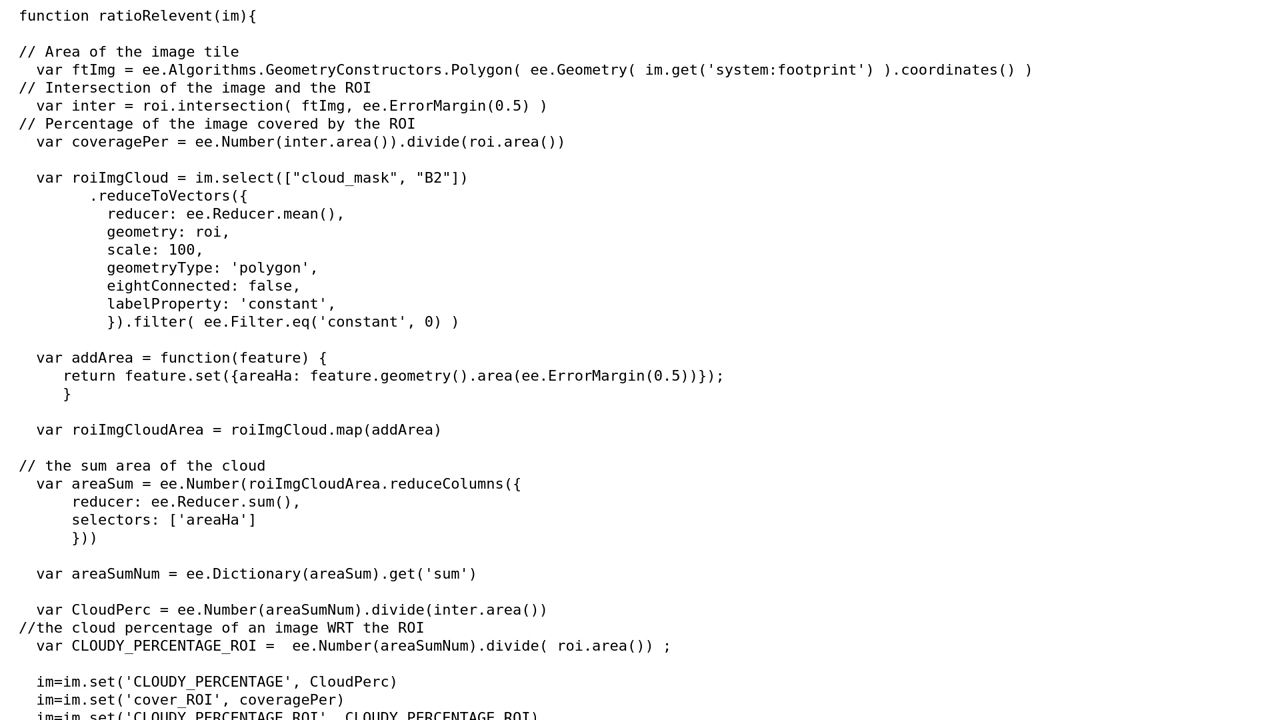 function ratioRelevent(im){
// Area of the image tile
var ftImg = ee.Algorithms.GeometryConstructors.Polygon( ee.Geometry( im.get('system:footprint') ).coordinates() )
// Intersection of the image and the ROI
var inter = roi.intersection( ftImg, ee.ErrorMargin(0.5) )
// Percentage of the image covered by the ROI
var coveragePer = ee.Number(inter.area()).divide(roi.area())
var roiImgCloud = im.select(["cloud_mask", "B2"])
.reduceToVectors({
reducer: ee.Reducer.mean(),
geometry: roi,
scale: 100,
geometryType: 'polygon',
eightConnected: false,
labelProperty: 'constant',
}).filter( ee.Filter.eq('constant', 0) )
var addArea = function(feature) {
return feature.set({areaHa: feature.geometry().area(ee.ErrorMargin(0.5))});
}
var roiImgCloudArea = roiImgCloud.map(addArea)
// the sum area of the cloud
var areaSum = ee.Number(roiImgCloudArea.reduceColumns({
reducer: ee.Reducer.sum(),
selectors: ['areaHa']
}))
var areaSumNum = ee.Dictionary(areaSum).get('sum')
var CloudPerc = ee.Number(areaSumNum).divide(inter.area())
//the cloud percentage of an image WRT the ROI
var CLOUDY_PERCENTAGE_ROI =  ee.Number(areaSumNum).divide( roi.area()) ;
im=im.set('CLOUDY_PERCENTAGE', CloudPerc)
im=im.set('cover_ROI', coveragePer)
im=im.set('CLOUDY_PERCENTAGE_ROI', CLOUDY_PERCENTAGE_ROI)